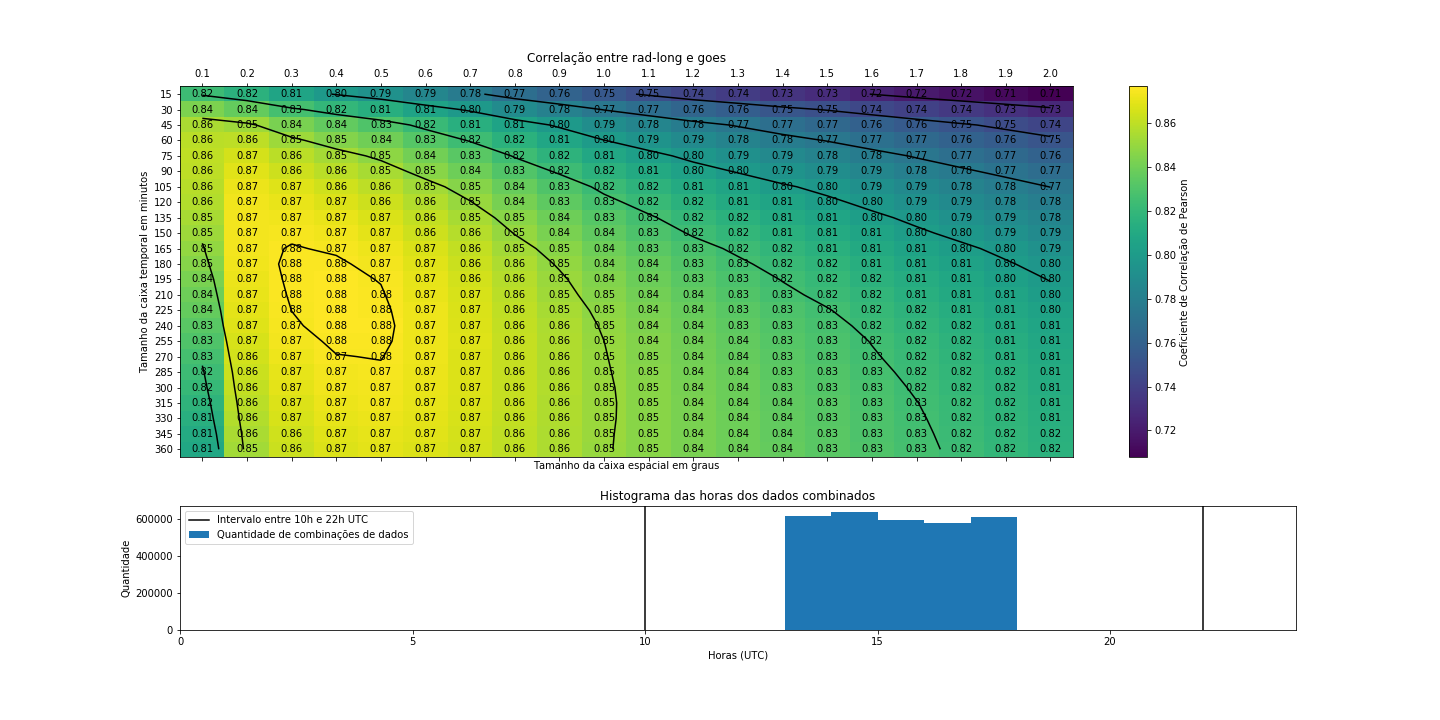 Correlação entre rad-long e goes
0.1 0.2 0.3 0.4 0.5 0.6 0.7 0.8 0.9 1.0 1.1 1.2 1.3 1.4 1.5 1.6 1.7 1.8 1.9 2.0
15 0.82 0.82 0.81 0.80 0.79 0.79 0.78 0.77 0.76 0.75 0.75 0.74 0.74 0.73 0.73 0.72 0.72 0.72 0.71 0.71
30 0.84 0.84 0.83 0.82 0.81 0.81 0.80 0.79 0.78 0.77 0.77 0.76 0.76 0.75 0.75 0.74 0.74 0.74 0.73 0.73
45 0.86 0.85 0.84 0.84 0.83 0.82 0.81 0.81 0.80 0.79 0.78 0.78 0.77 0.77 0.77 0.76 0.76 0.75 0.75 0.74
60 0.86 0.86 0.85 0.85 0.84 0.83 0.82 0.82 0.81 0.80 0.79 0.79 0.78 0.78 0.77 0.77 0.77 0.76 0.76 0.75
75 0.86 0.87 0.86 0.85 0.85 0.84 0.83 0.82 0.82 0.81 0.80 0.80 0.79 0.79 0.78 0.78 0.77 0.77 0.77 0.76
90 0.86 0.87 0.86 0.86 0.85 0.85 0.84 0.83 0.82 0.82 0.81 0.80 0.80 0.79 0.79 0.79 0.78 0.78 0.77 0.77
105 0.86 0.87 0.87 0.86 0.86 0.85 0.85 0.84 0.83 0.82 0.82 0.81 0.81 0.80 0.80 0.79 0.79 0.78 0.78 0.77
120 0.86 0.87 0.87 0.87 0.86 0.86 0.85 0.84 0.83 0.83 0.82 0.82 0.81 0.81 0.80 0.80 0.79 0.79 0.78 0.78
135 0.85 0.87 0.87 0.87 0.87 0.86 0.85 0.85 0.84 0.83 0.83 0.82 0.82 0.81 0.81 0.80 0.80 0.79 0.79 0.78
150 0.85 0.87 0.87 0.87 0.87 0.86 0.86 0.85 0.84 0.84 0.83 0.82 0.82 0.81 0.81 0.81 0.80 0.80 0.79 0.79
165 0.85 0.87 0.88 0.87 0.87 0.87 0.86 0.85 0.85 0.84 0.83 0.83 0.82 0.82 0.81 0.81 0.81 0.80 0.80 0.79
180 0.85 0.87 0.88 0.88 0.87 0.87 0.86 0.86 0.85 0.84 0.84 0.83 0.83 0.82 0.82 0.81 0.81 0.80 0.80 0.80
195 0.84 0.87 0.88 0.88 0.88 0.87 0.86 0.86 0.85 0.84 0.84 0.83 0.83 0.82 0.82 0.82 0.81 0.81 0.80 0.80
210 0.84 0.87 0.88 0.88 0.88 0.87 0.87 0.86 0.85 0.85 0.84 0.84 0.83 0.83 0.82 0.82 0.81 0.81 0.81 0.80
225 0.84 0.87 0.88 0.88 0.88 0.87 0.87 0.86 0.86 0.85 0.84 0.84 0.83 0.83 0.82 0.82 0.82 0.81 0.81 0.80
240 0.83 0.87 0.87 0.88 0.88 0.87 0.87 0.86 0.86 0.85 0.84 0.84 0.83 0.83 0.83 0.82 0.82 0.82 0.81 0.81
255 0.83 0.86 0.87 0.88 0.88 0.87 0.87 0.86 0.86 0.85 0.84 0.84 0.83 0.83 0.83 0.82 0.82 0.82 0.81 0.81
270 0.83 0.86 0.87 0.87 0.88 0.87 0.87 0.86 0.86 0.85 0.85 0.84 0.84 0.83 0.83 0.83 0.82 0.82 0.81 0.81
285 0.82 0.86 0.87 0.87 0.87 0.87 0.87 0.86 0.86 0.85 0.85 0.84 0.84 0.83 0.83 0.83 0.82 0.82 0.82 0.81
300 0.82 0.86 0.87 0.87 0.87 0.87 0.87 0.86 0.86 0.85 0.85 0.84 0.84 0.84 0.83 0.83 0.82 0.82 0.82 0.81
315 0.82 0.86 0.87 0.87 0.87 0.87 0.87 0.86 0.86 0.85 0.85 0.84 0.84 0.84 0.83 0.83 0.83 0.82 0.82 0.81
330 0.81 0.86 0.87 0.87 0.87 0.87 0.87 0.86 0.86 0.85 0.85 0.84 0.84 0.84 0.83 0.83 0.83 0.82 0.82 0.81
345 0.81 0.86 0.86 0.87 0.87 0.87 0.87 0.86 0.86 0.85 0.85 0.84 0.84 0.84 0.83 0.83 0.83 0.82 0.82 0.82
360 0.81 0.85 0.86 0.87 0.87 0.87 0.87 0.86 0.86 0.85 0.85 0.84 0.84 0.84 0.83 0.83 0.83 0.82 0.82 0.82
Tamanho da caixa temporal em minutos
Tamanho da caixa espacial em graus
0.86
0.84
0.82
0.80
0.78
0.76
0.74
0.72
Coeficiente de Correlação de Pearson
Histograma das horas dos dados combinados
Intervalo entre 10h e 22h UTC
Quantidade de combinações de dados
600000
400000
200000
0
Quantidade
0 5 10 15 20
Horas (UTC)